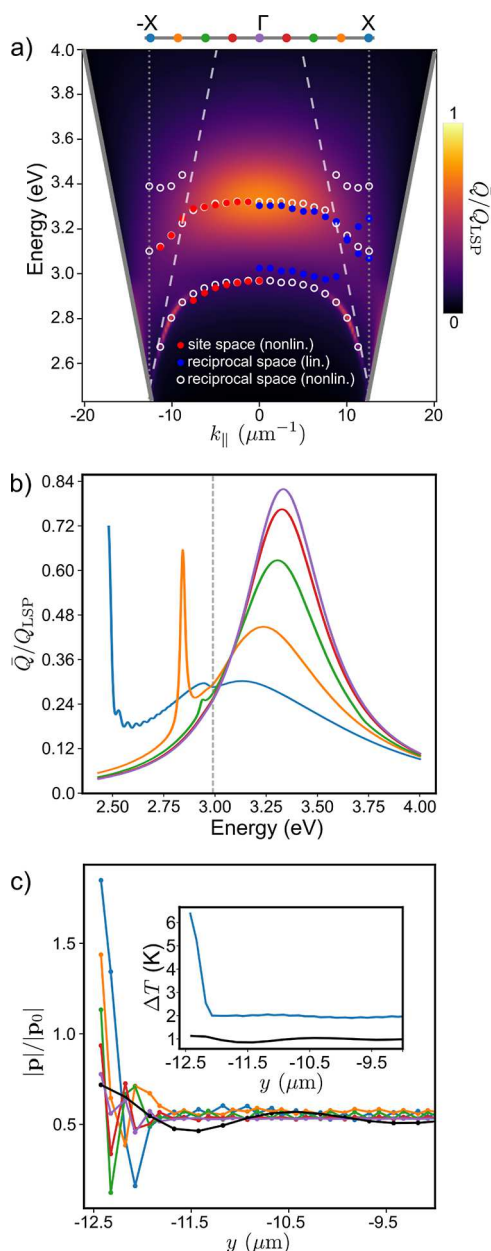 -X Γ X
a)
4.0
3.8
3.6
3.4
3.2
3.0
2.8
2.6
Energy (eV)
site space (nonlin.)
reciprocal space (lin.)
reciprocal space (nonlin.)
-20 -10 0 10 20
k∥ (μm⁻¹)
1
Q̄/Q_LSP
0
b)
0.84
0.72
0.60
0.48
0.36
0.24
0.12
0.0
Q̄/Q_LSP
2.50 2.75 3.00 3.25 3.50 3.75 4.00
Energy (eV)
c)
1.5
1.0
0.5
|p|/|p₀|
6
5
4
3
2
1
ΔT (K)
-12.5 -11.5 -10.5 -9.5
y (μm)
-12.5 -11.5 -10.5 -9.5
y (μm)